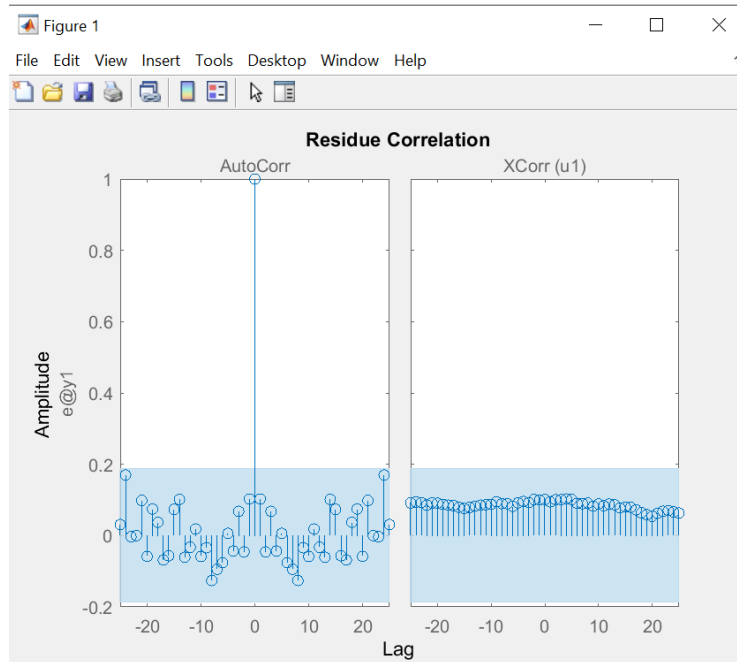 Figure 1
File Edit View Insert Tools Desktop Window Help
Residue Correlation
AutoCorr XCorr (u1)
1
0.8
0.6
0.4
0.2
0
-0.2
Amplitude
e@y1
-20 -10 0 10 20 -20 -10 0 10 20
Lag